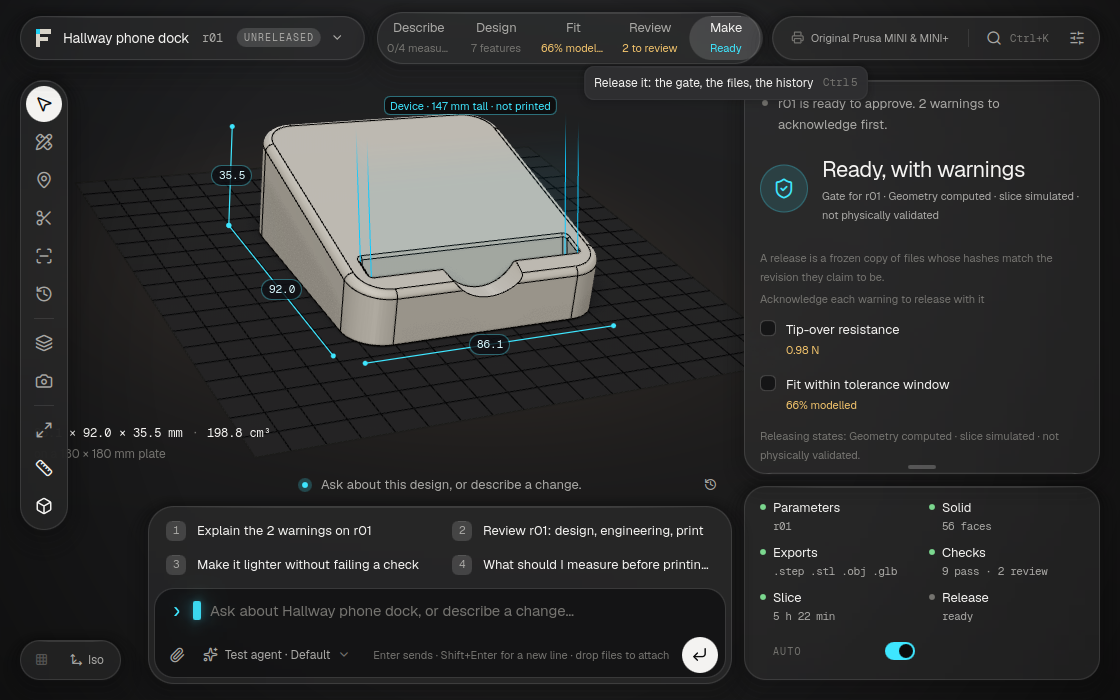 Hallway phone dock r01 UNRELEASED
Describe Design Fit Review Make
0/4 measu… 7 features 66% model… 2 to review Ready
Original Prusa MINI & MINI+ Ctrl+K
Release it: the gate, the files, the history Ctrl 5
Device · 147 mm tall · not printed
35.5
92.0
86.1
× 92.0 × 35.5 mm · 198.8 cm³
80 × 180 mm plate
r01 is ready to approve. 2 warnings to
acknowledge first.
Ready, with warnings
Gate for r01 · Geometry computed · slice simulated ·
not physically validated
A release is a frozen copy of files whose hashes match the
revision they claim to be.
Acknowledge each warning to release with it
Tip-over resistance
0.98 N
Fit within tolerance window
66% modelled
Releasing states: Geometry computed · slice simulated · not
physically validated.
Ask about this design, or describe a change.
1 Explain the 2 warnings on r01
2 Review r01: design, engineering, print
3 Make it lighter without failing a check
4 What should I measure before printin…
Ask about Hallway phone dock, or describe a change…
Test agent · Default
Enter sends · Shift+Enter for a new line · drop files to attach
Parameters Solid
r01 56 faces
Exports Checks
.step .stl .obj .glb 9 pass · 2 review
Slice Release
5 h 22 min ready
AUTO
Iso